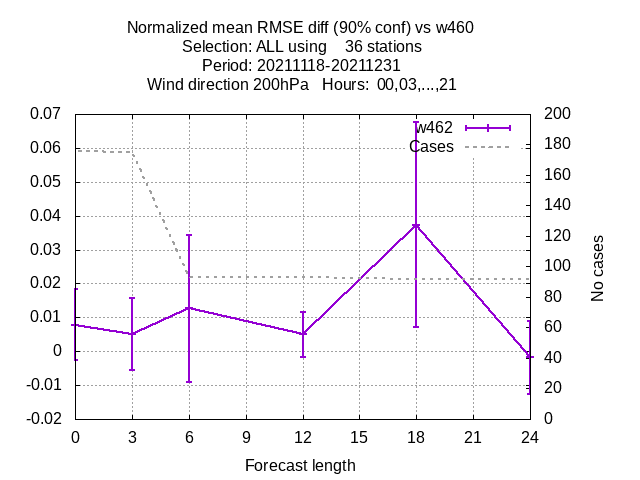 Normalized mean RMSE diff (90% conf) vs w460
Selection: ALL using    36 stations
Period: 20211118-20211231
Wind direction 200hPa   Hours:  00,03,...,21
0.07
0.06
0.05
0.04
0.03
0.02
0.01
0
-0.01
-0.02
200
180
160
140
120
100
80
60
40
20
0
w462
Cases
No cases
0 3 6 9 12 15 18 21 24
Forecast length